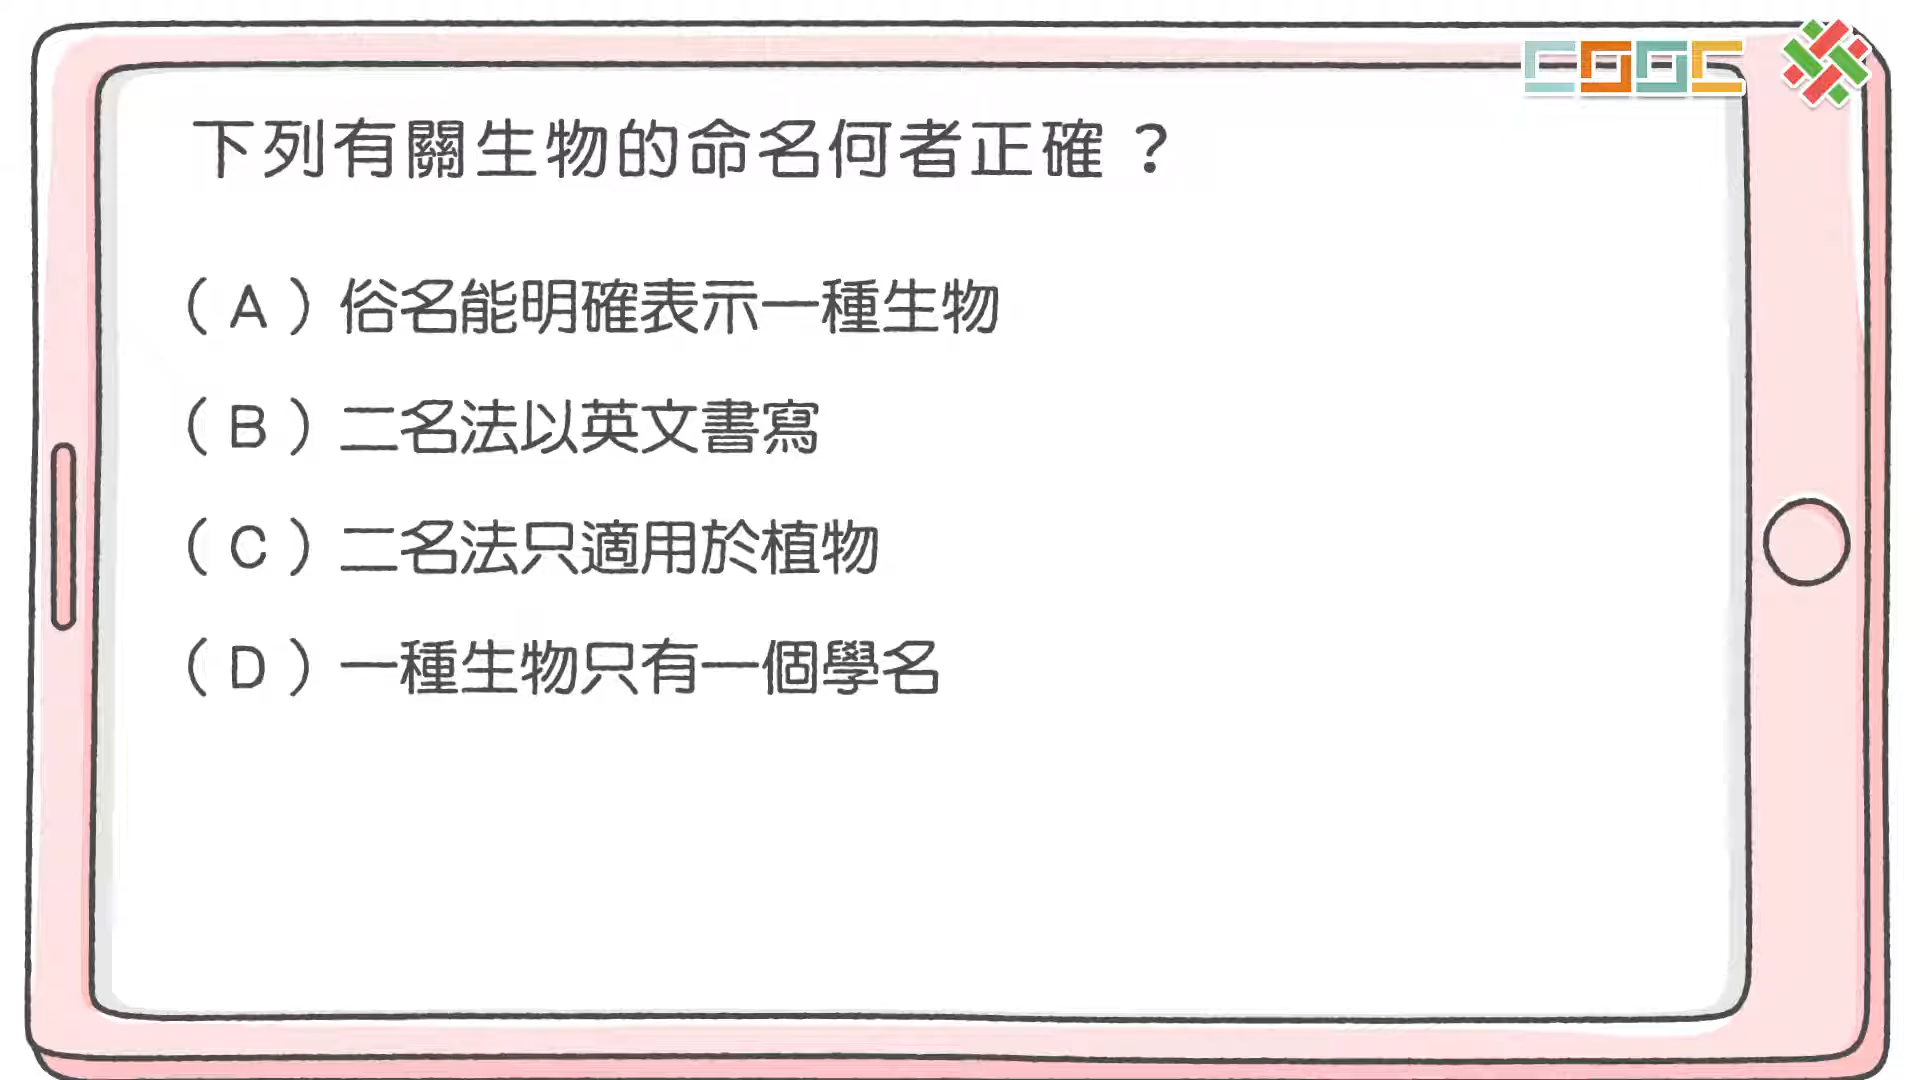 下列有關生物的命名何者正確？
（A）俗名能明確表示一種生物
（B）二名法以英文書寫
（C）二名法只適用於植物
（D）一種生物只有一個學名